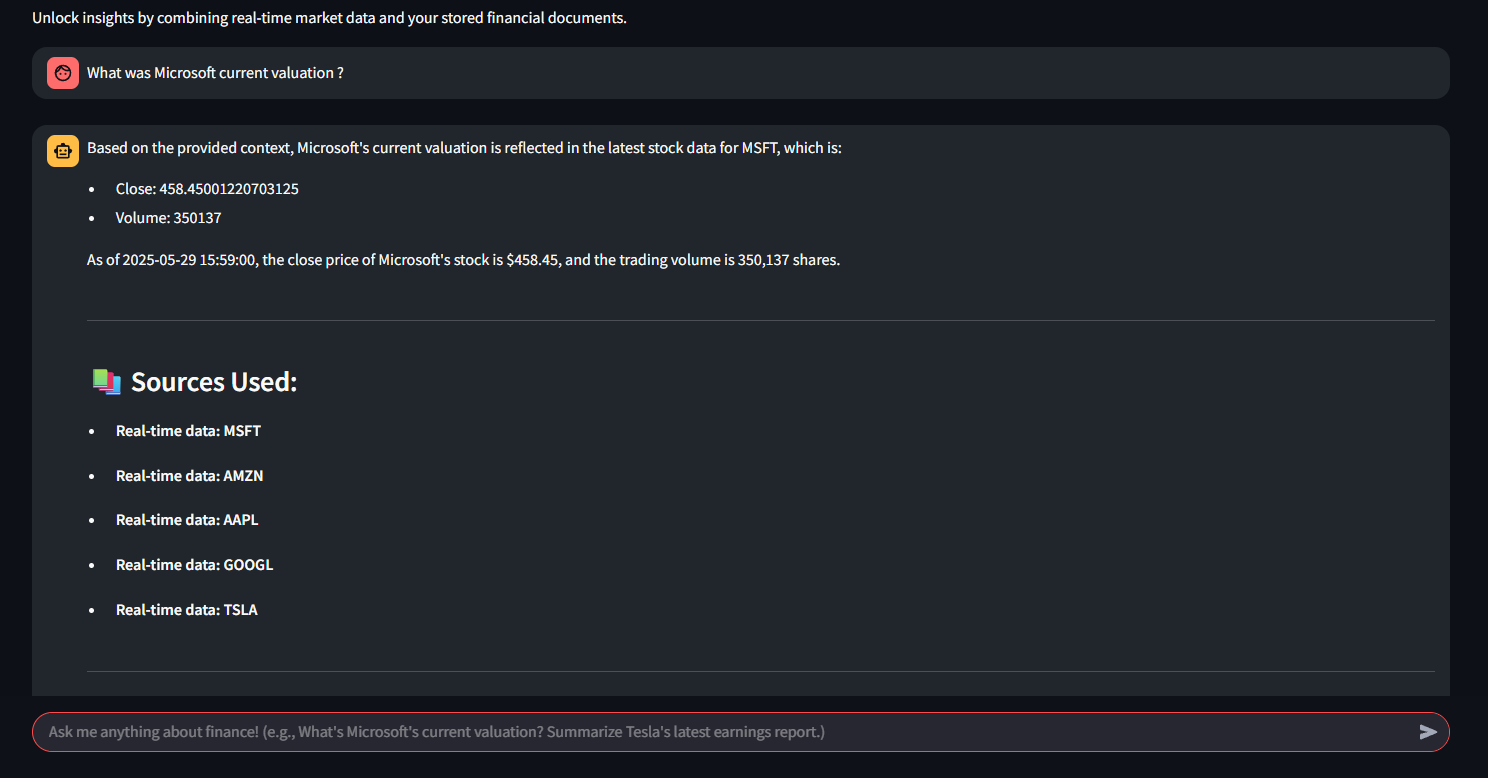 Unlock insights by combining real-time market data and your stored financial documents.
What was Microsoft current valuation ?
Based on the provided context, Microsoft's current valuation is reflected in the latest stock data for MSFT, which is:
• Close: 458.45001220703125
• Volume: 350137
As of 2025-05-29 15:59:00, the close price of Microsoft's stock is $458.45, and the trading volume is 350,137 shares.
Sources Used:
• Real-time data: MSFT
• Real-time data: AMZN
• Real-time data: AAPL
• Real-time data: GOOGL
• Real-time data: TSLA
Ask me anything about finance! (e.g., What's Microsoft's current valuation? Summarize Tesla's latest earnings report.)